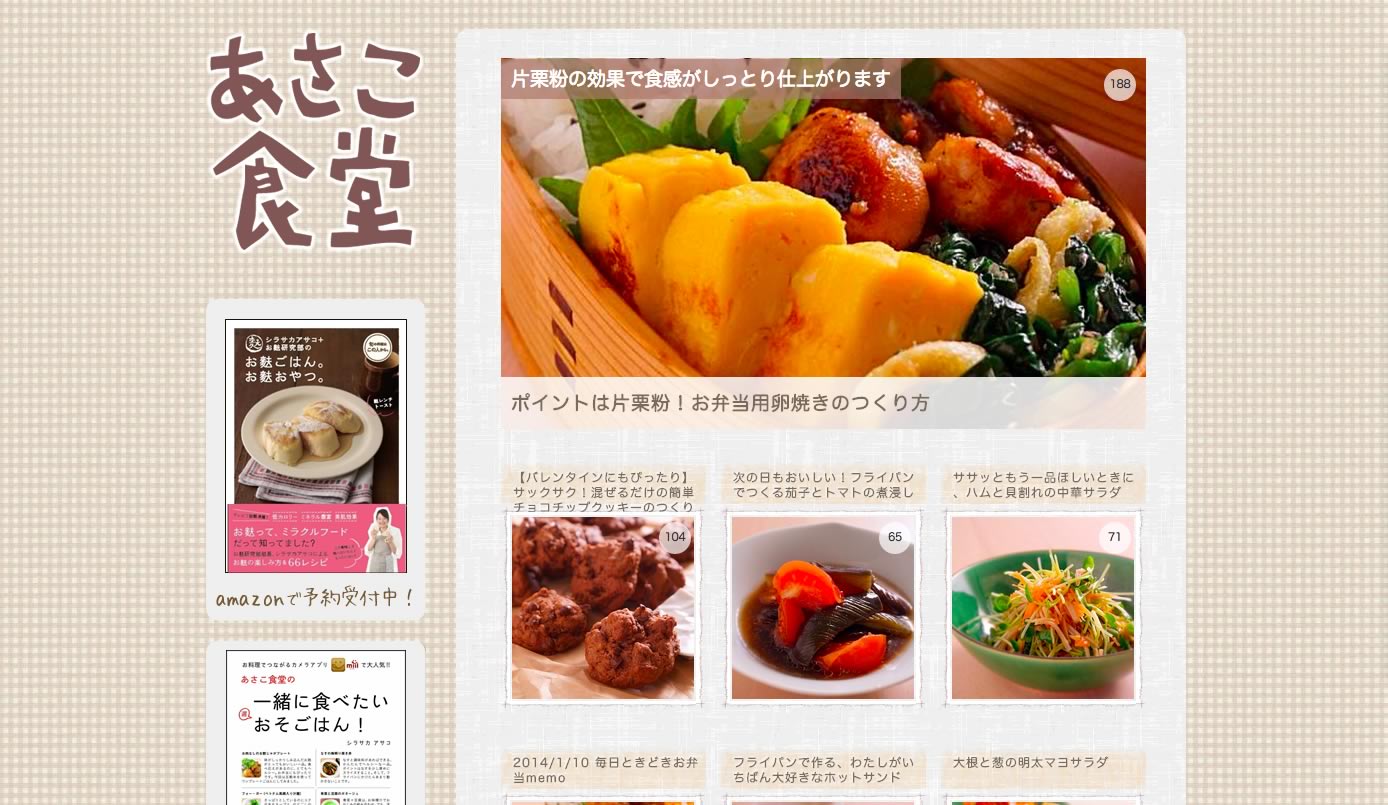 あさこ
食堂
片栗粉の効果で食感がしっとり仕上がります
188
ポイントは片栗粉！お弁当用卵焼きのつくり方
シラサカアサコ+
お麩研究部の
お麩ごはん。
お麩おやつ。
低カロリー ミネラル豊富 美肌効果
お麩って、ミラクルフード
だって知ってました？
お麩の楽しみ方を66レシピ
amazonで予約受付中！
【バレンタインにもぴったり】
サックサク！混ぜるだけの簡単
チョコチップクッキーのつくり
104
次の日もおいしい！フライパン
でつくる茄子とトマトの煮浸し
65
ササッともう一品ほしいときに
、ハムと貝割れの中華サラダ
71
お料理でつながるカメラアプリ miil で大人気!!
あさこ食堂の
一緒に食べたい
おそごはん！
シラサカ アサコ
2014/1/10 毎日ときどきお弁
当memo
フライパンで作る、わたしがい
ちばん大好きなホットサンド
大根と葱の明太マヨサラダ